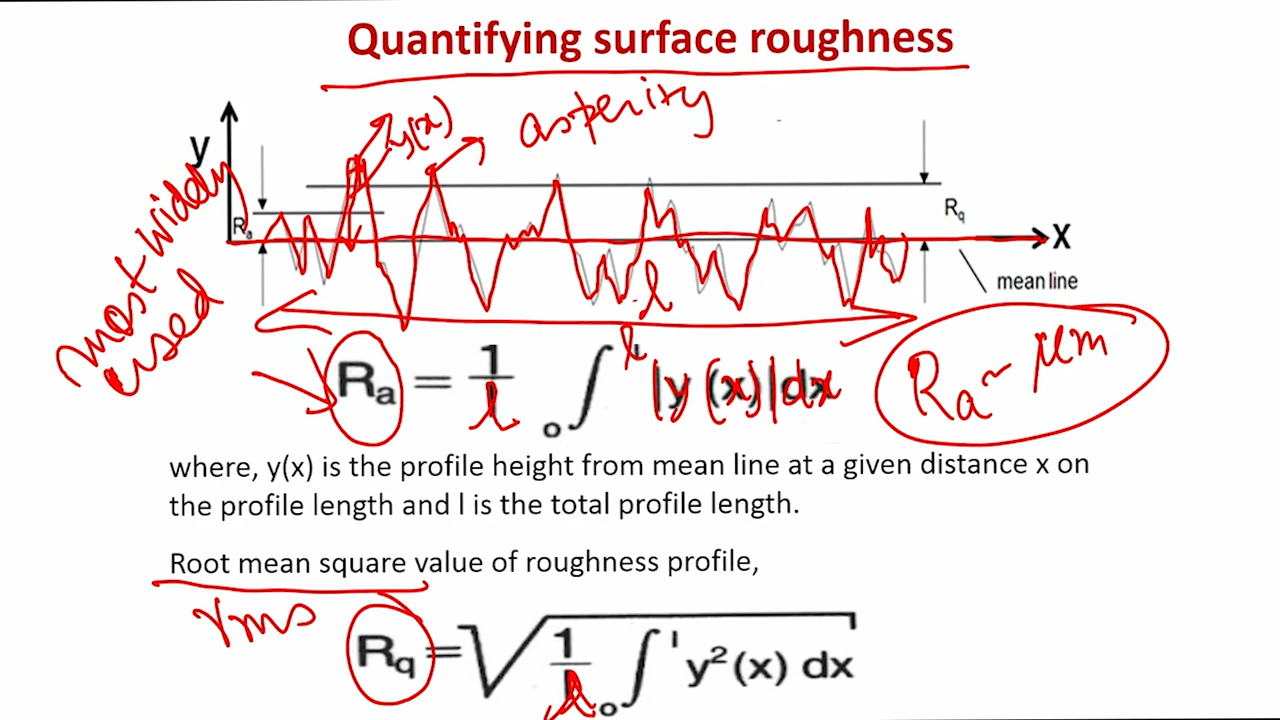 Quantifying surface roughness
asperity
y(x)
y
most widely
used
Ra
Rq
X
mean line
l
Ra = 1/l ∫₀ˡ |y(x)|dx
Ra ~ μm
where, y(x) is the profile height from mean line at a given distance x on
the profile length and l is the total profile length.
Root mean square value of roughness profile,
rms
Rq = √ 1/l ∫₀ˡ y²(x) dx